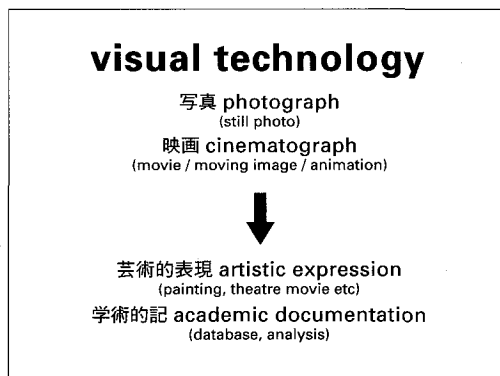 visual technology
写真 photograph
(still photo)
映画 cinematograph
(movie / moving image / animation)
芸術的表現 artistic expression
(painting, theatre movie etc)
学術的記 academic documentation
(database, analysis)